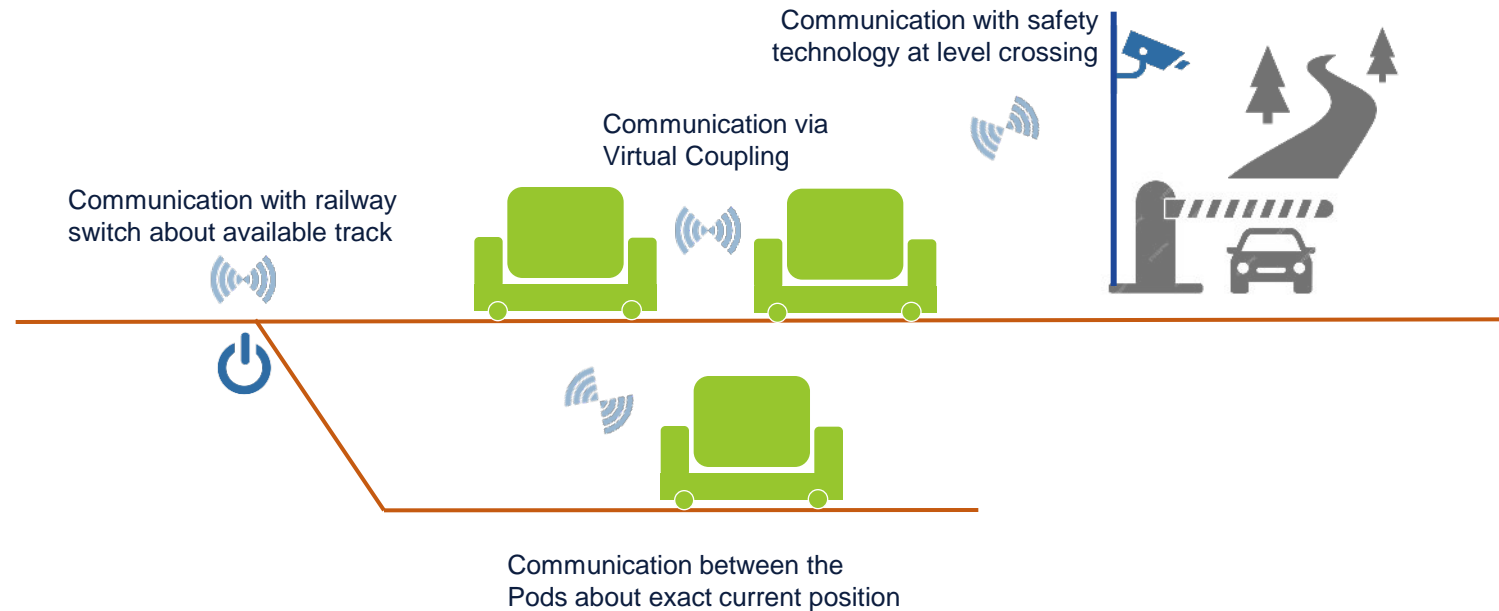 Communication with safety
technology at level crossing
Communication via
Virtual Coupling
Communication with railway
switch about available track
Communication between the
Pods about exact current position